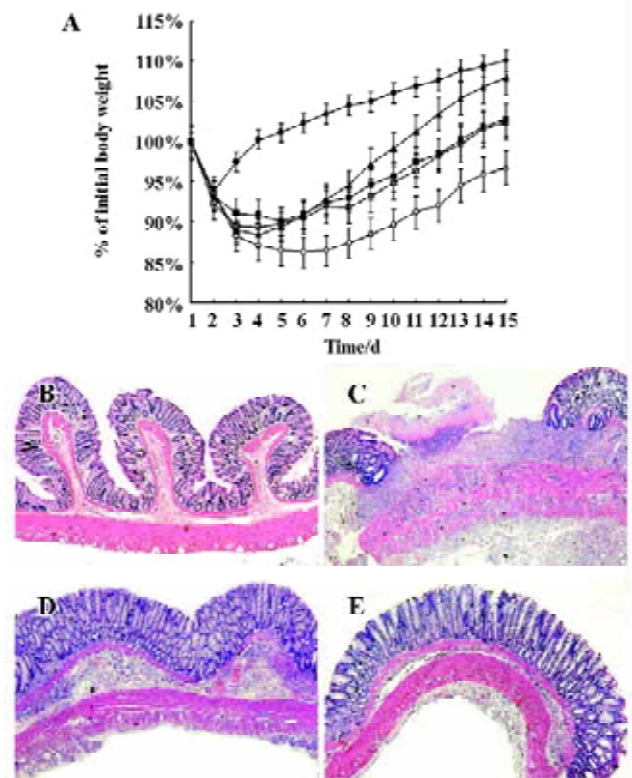 A
115%
110%
105%
100%
95%
90%
85%
80%
% of initial body weight
1 2 3 4 5 6 7 8 9 10 11 12 13 14 15
Time/d
B
C
D
E